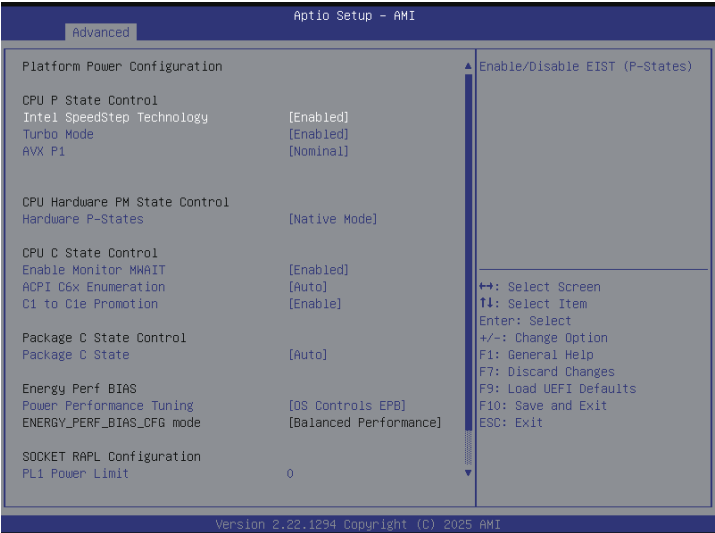 Aptio Setup – AMI
Advanced
Platform Power Configuration
CPU P State Control
Intel SpeedStep Technology [Enabled]
Turbo Mode [Enabled]
AVX P1 [Nominal]
CPU Hardware PM State Control
Hardware P-States [Native Mode]
CPU C State Control
Enable Monitor MWAIT [Enabled]
ACPI C6x Enumeration [Auto]
C1 to C1e Promotion [Enable]
Package C State Control
Package C State [Auto]
Energy Perf BIAS
Power Performance Tuning [OS Controls EPB]
ENERGY_PERF_BIAS_CFG mode [Balanced Performance]
SOCKET RAPL Configuration
PL1 Power Limit 0
Enable/Disable EIST (P-States)
↔: Select Screen
↑↓: Select Item
Enter: Select
+/-: Change Option
F1: General Help
F7: Discard Changes
F9: Load UEFI Defaults
F10: Save and Exit
ESC: Exit
Version 2.22.1294 Copyright (C) 2025 AMI